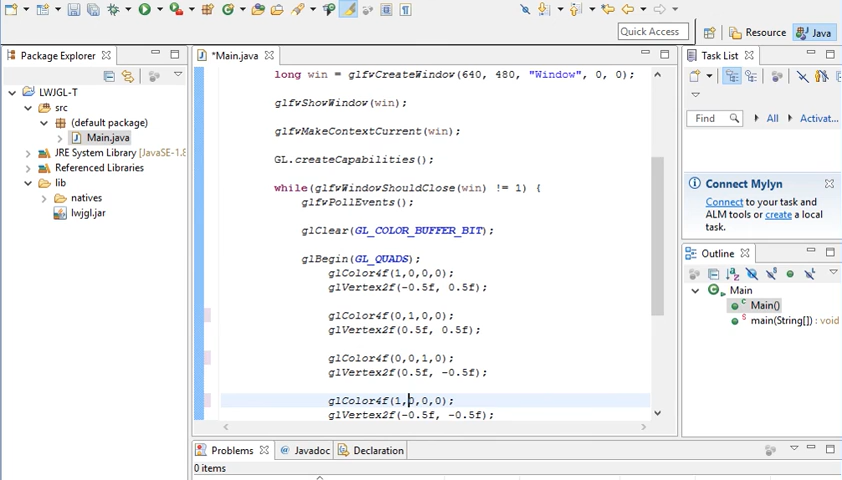 Quick Access
Resource
Java
Package Explorer
LWJGL-T
src
(default package)
Main.java
JRE System Library [JavaSE-1.8
Referenced Libraries
lib
natives
lwjgl.jar
*Main.java
long win = glfwCreateWindow(640, 480, "Window", 0, 0);
glfwShowWindow(win);
glfwMakeContextCurrent(win);
GL.createCapabilities();
while(glfwWindowShouldClose(win) != 1) {
glfwPollEvents();
glClear(GL_COLOR_BUFFER_BIT);
glBegin(GL_QUADS);
glColor4f(1,0,0,0);
glVertex2f(-0.5f, 0.5f);
glColor4f(0,1,0,0);
glVertex2f(0.5f, 0.5f);
glColor4f(0,0,1,0);
glVertex2f(0.5f, -0.5f);
glColor4f(1,0,0,0);
glVertex2f(-0.5f, -0.5f);
Task List
Find
All
Activat...
Connect Mylyn
Connect to your task and
ALM tools or create a local
task.
Outline
Main
Main()
main(String[]) : void
Problems
Javadoc
Declaration
0 items